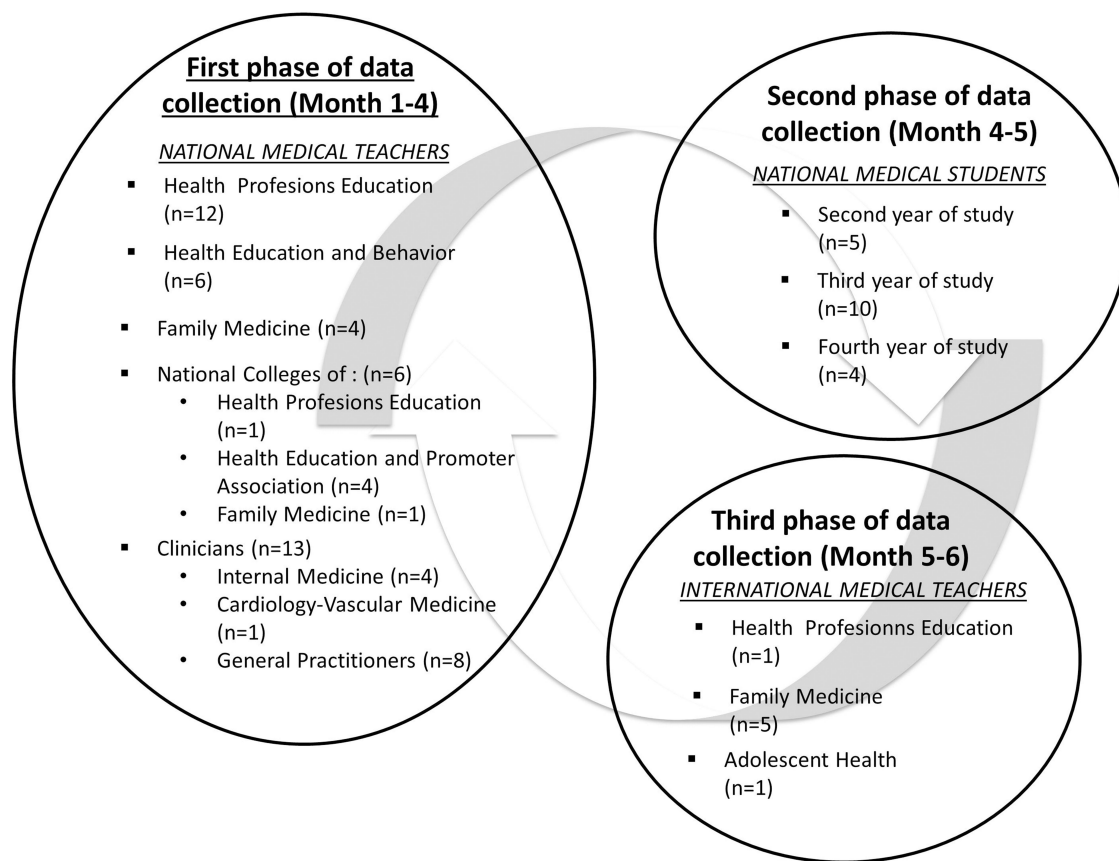 First phase of data
collection (Month 1-4)
NATIONAL MEDICAL TEACHERS
▪ Health Profesions Education
(n=12)
▪ Health Education and Behavior
(n=6)
▪ Family Medicine (n=4)
▪ National Colleges of : (n=6)
• Health Profesions Education
(n=1)
• Health Education and Promoter
Association (n=4)
• Family Medicine (n=1)
▪ Clinicians (n=13)
• Internal Medicine (n=4)
• Cardiology-Vascular Medicine
(n=1)
• General Practitioners (n=8)
Second phase of data
collection (Month 4-5)
NATIONAL MEDICAL STUDENTS
▪ Second year of study
(n=5)
▪ Third year of study
(n=10)
▪ Fourth year of study
(n=4)
Third phase of data
collection (Month 5-6)
INTERNATIONAL MEDICAL TEACHERS
▪ Health Profesionns Education
(n=1)
▪ Family Medicine
(n=5)
▪ Adolescent Health
(n=1)